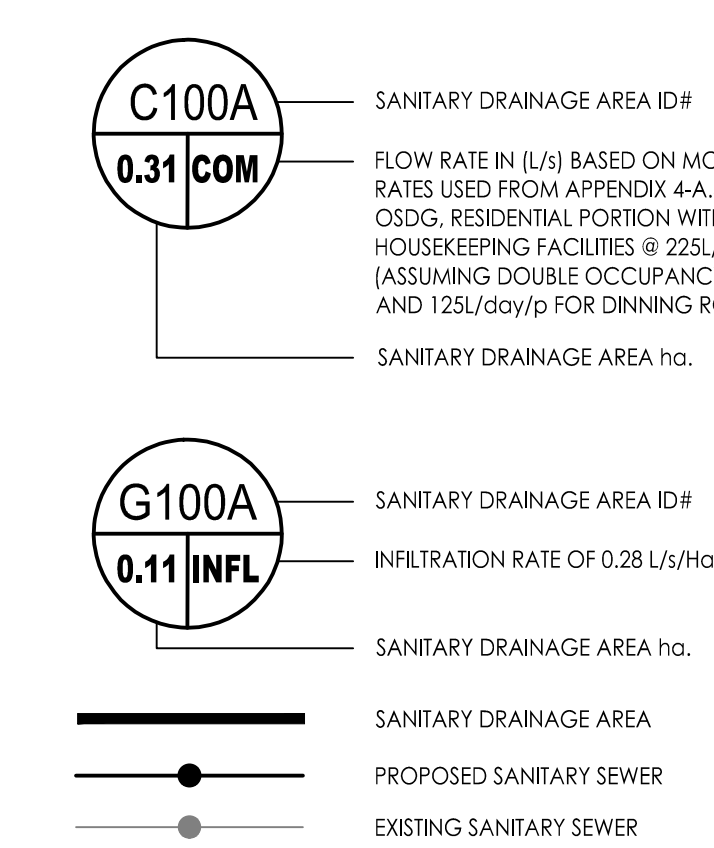 C100A
0.31 COM
SANITARY DRAINAGE AREA ID#
FLOW RATE IN (L/s) BASED ON
RATES USED FROM APPENDIX 4-A.
OSDG, RESIDENTIAL PORTION
HOUSEKEEPING FACILITIES @ 225L/
(ASSUMING DOUBLE
AND 125L/day/p FOR DINNING
SANITARY DRAINAGE AREA ha.
G100A
0.11 INFL
SANITARY DRAINAGE AREA ID#
INFILTRATION RATE OF 0.28 L/s/Ha
SANITARY DRAINAGE AREA ha.
SANITARY DRAINAGE AREA
PROPOSED SANITARY SEWER
EXISTING SANITARY SEWER